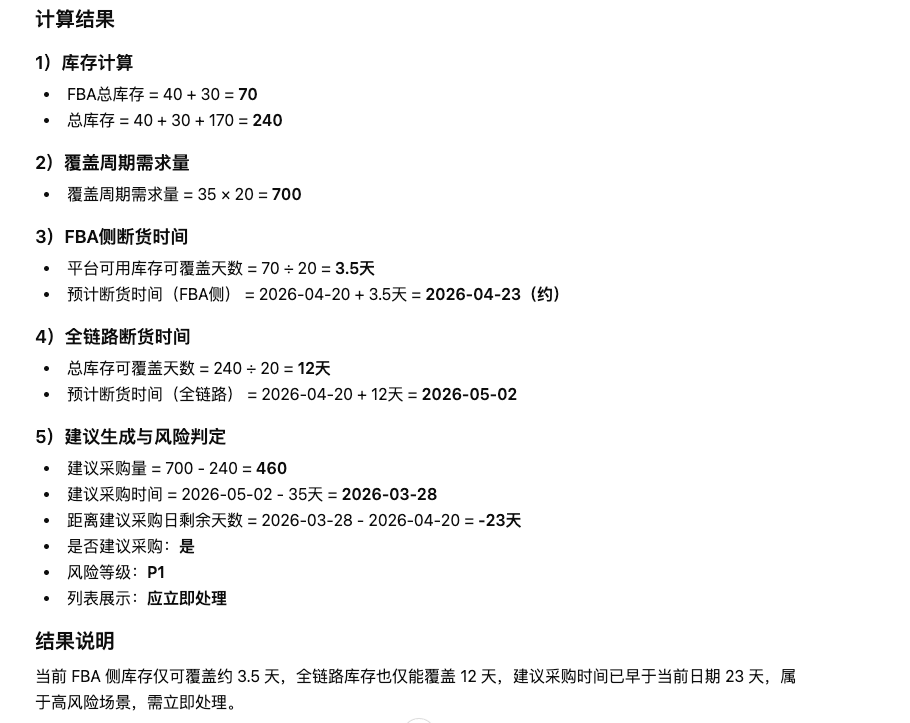 计算结果
1）库存计算
• FBA总库存 = 40 + 30 = 70
• 总库存 = 40 + 30 + 170 = 240
2）覆盖周期需求量
• 覆盖周期需求量 = 35 × 20 = 700
3）FBA侧断货时间
• 平台可用库存可覆盖天数 = 70 ÷ 20 = 3.5天
• 预计断货时间（FBA侧） = 2026-04-20 + 3.5天 = 2026-04-23（约）
4）全链路断货时间
• 总库存可覆盖天数 = 240 ÷ 20 = 12天
• 预计断货时间（全链路） = 2026-04-20 + 12天 = 2026-05-02
5）建议生成与风险判定
• 建议采购量 = 700 - 240 = 460
• 建议采购时间 = 2026-05-02 - 35天 = 2026-03-28
• 距离建议采购日剩余天数 = 2026-03-28 - 2026-04-20 = -23天
• 是否建议采购：是
• 风险等级：P1
• 列表展示：应立即处理
结果说明
当前 FBA 侧库存仅可覆盖约 3.5 天，全链路库存也仅能覆盖 12 天，建议采购时间已早于当前日期 23 天，属
于高风险场景，需立即处理。